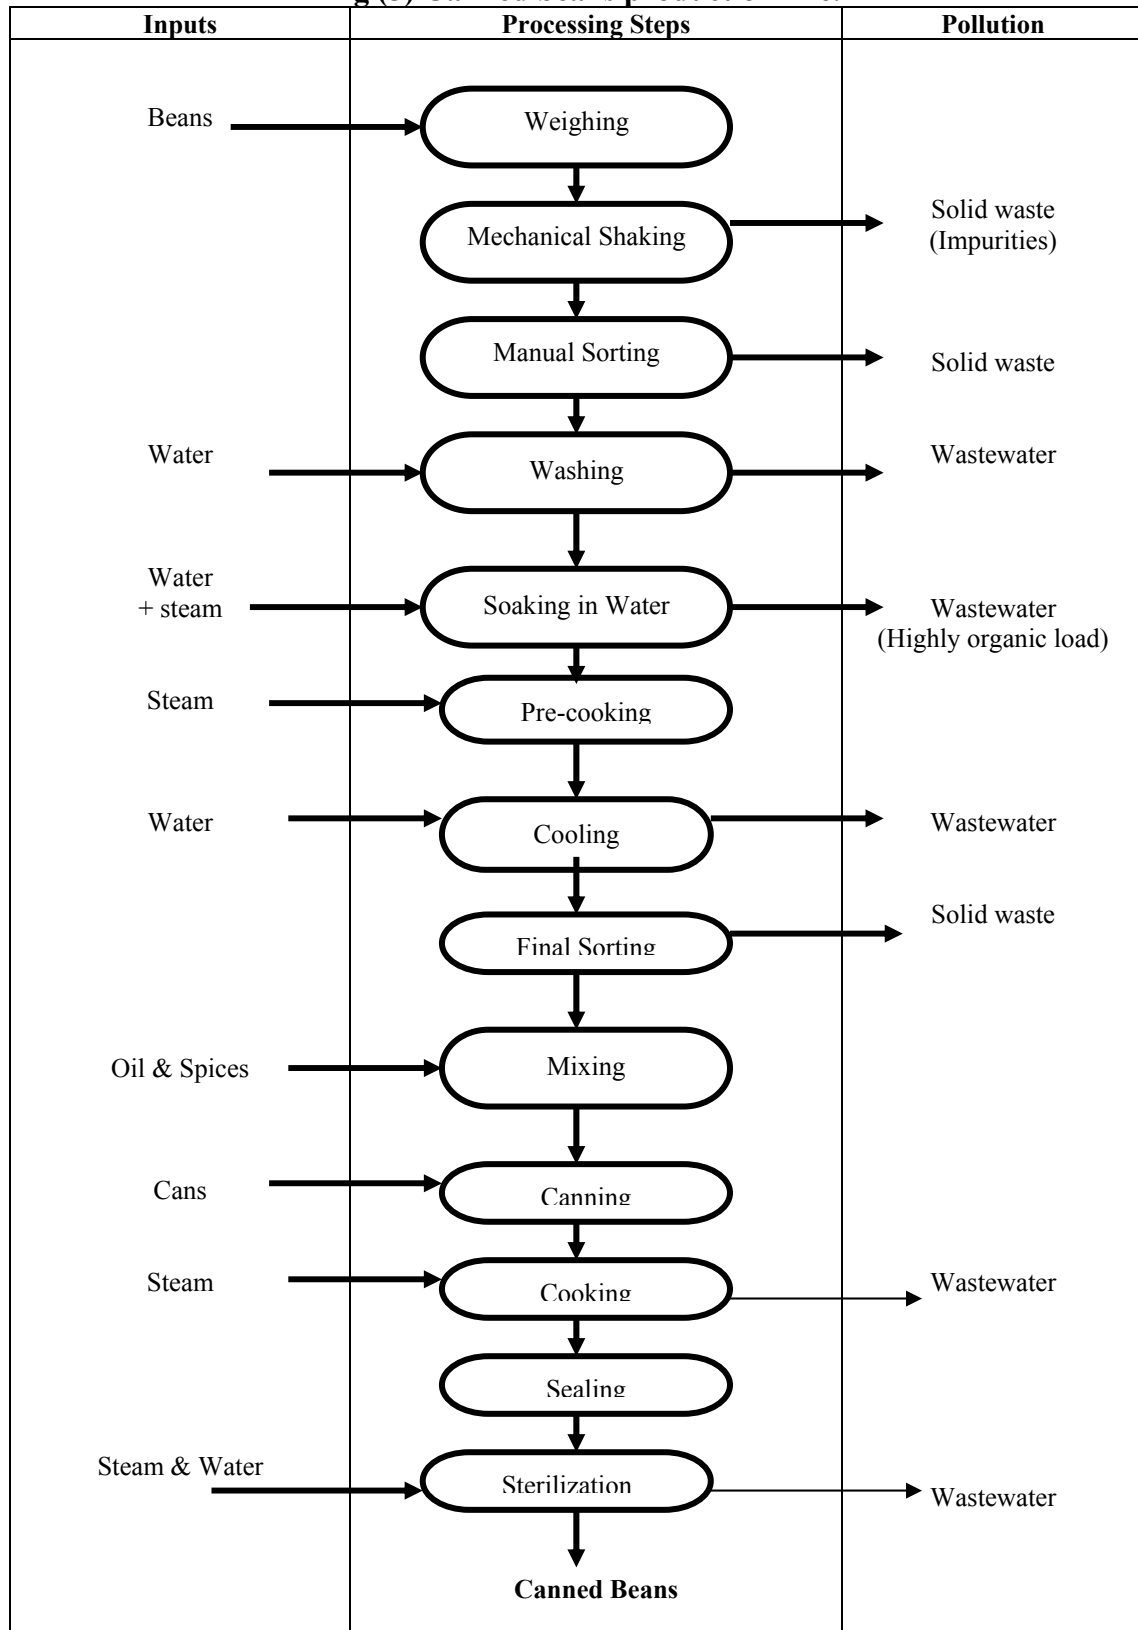 Inputs
Processing Steps
Pollution
Beans
Weighing
Mechanical Shaking
Solid waste
(Impurities)
Manual Sorting
Solid waste
Water
Washing
Wastewater
Water
+ steam
Soaking in Water
Wastewater
(Highly organic load)
Steam
Pre-cooking
Water
Cooling
Wastewater
Final Sorting
Solid waste
Oil & Spices
Mixing
Cans
Canning
Steam
Cooking
Wastewater
Sealing
Steam & Water
Sterilization
Wastewater
Canned Beans